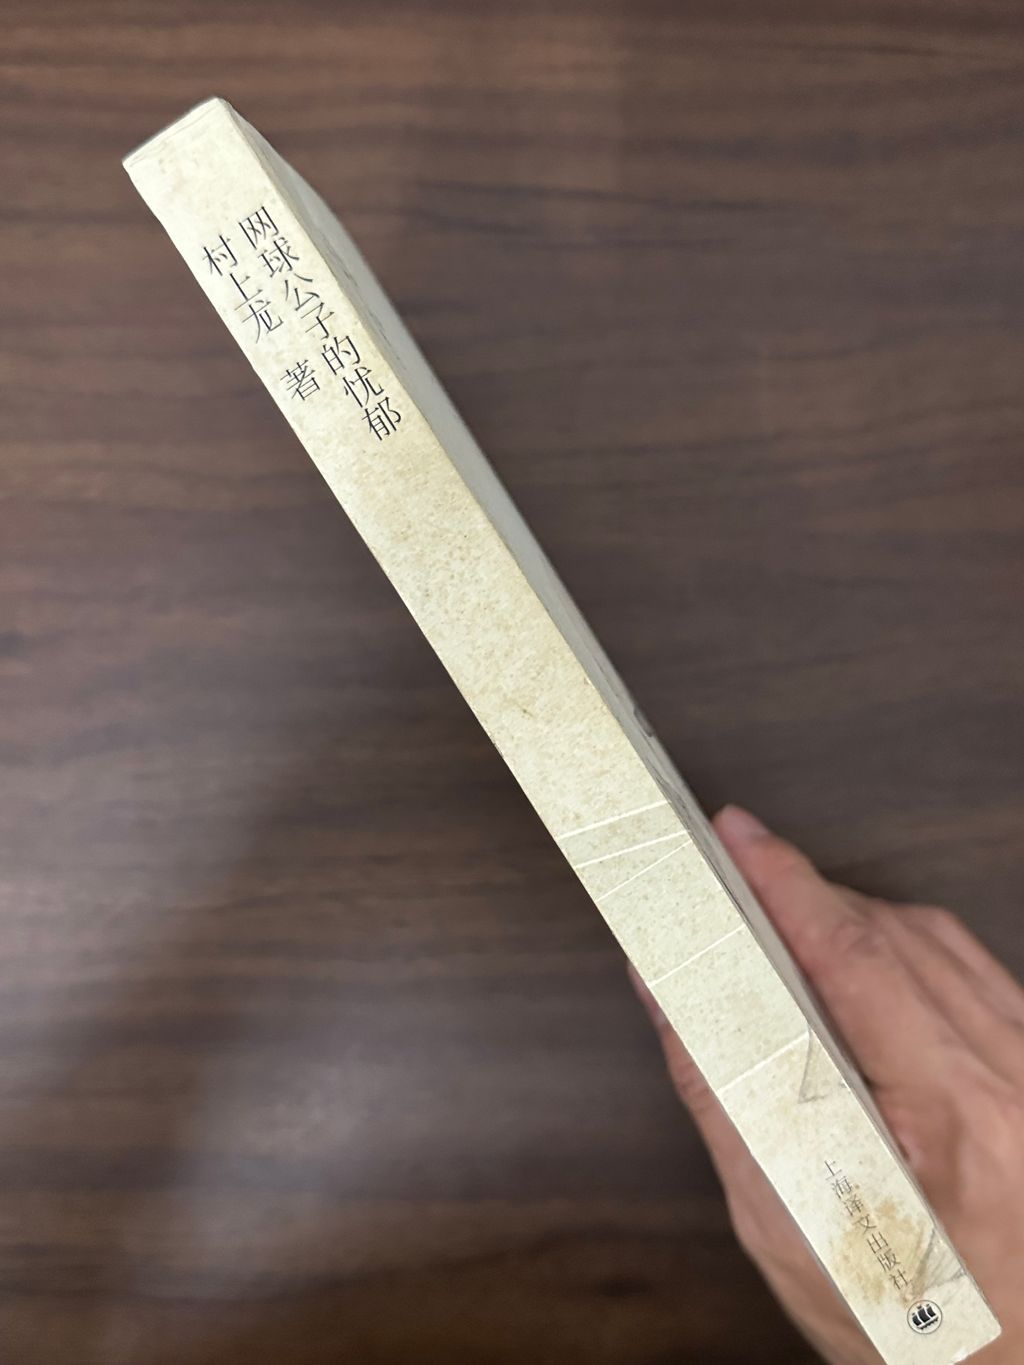 网球公子的忧郁
村上龙 著
上海译文出版社